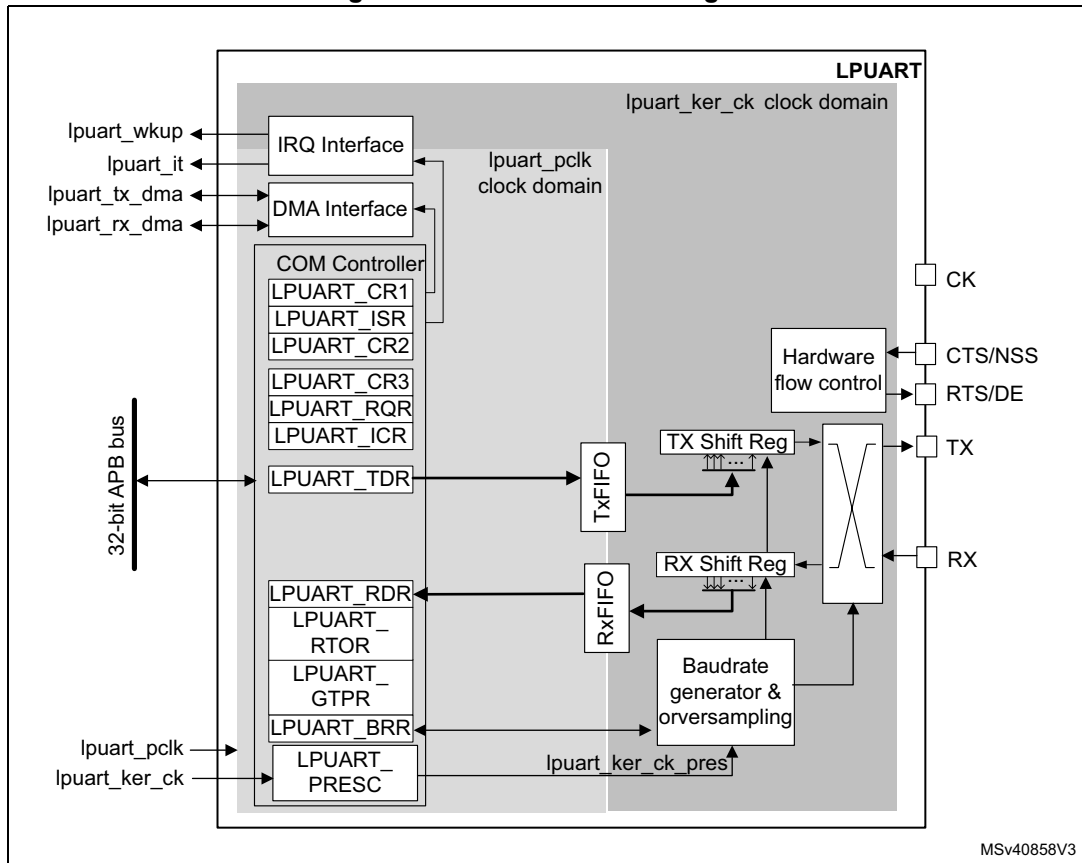 LPUART
lpuart_ker_ck clock domain
lpuart_wkup
lpuart_it
IRQ Interface
lpuart_pclk
clock domain
lpuart_tx_dma
lpuart_rx_dma
DMA Interface
COM Controller
LPUART_CR1
LPUART_ISR
LPUART_CR2
LPUART_CR3
LPUART_RQR
LPUART_ICR
LPUART_TDR
32-bit APB bus
CK
Hardware
flow control
CTS/NSS
RTS/DE
TxFIFO
TX Shift Reg
...
TX
RxFIFO
RX Shift Reg
...
RX
LPUART_RDR
LPUART_
RTOR
LPUART_
GTPR
LPUART_BRR
Baudrate
generator &
orversampling
lpuart_pclk
lpuart_ker_ck
LPUART_
PRESC
lpuart_ker_ck_pres
MSv40858V3